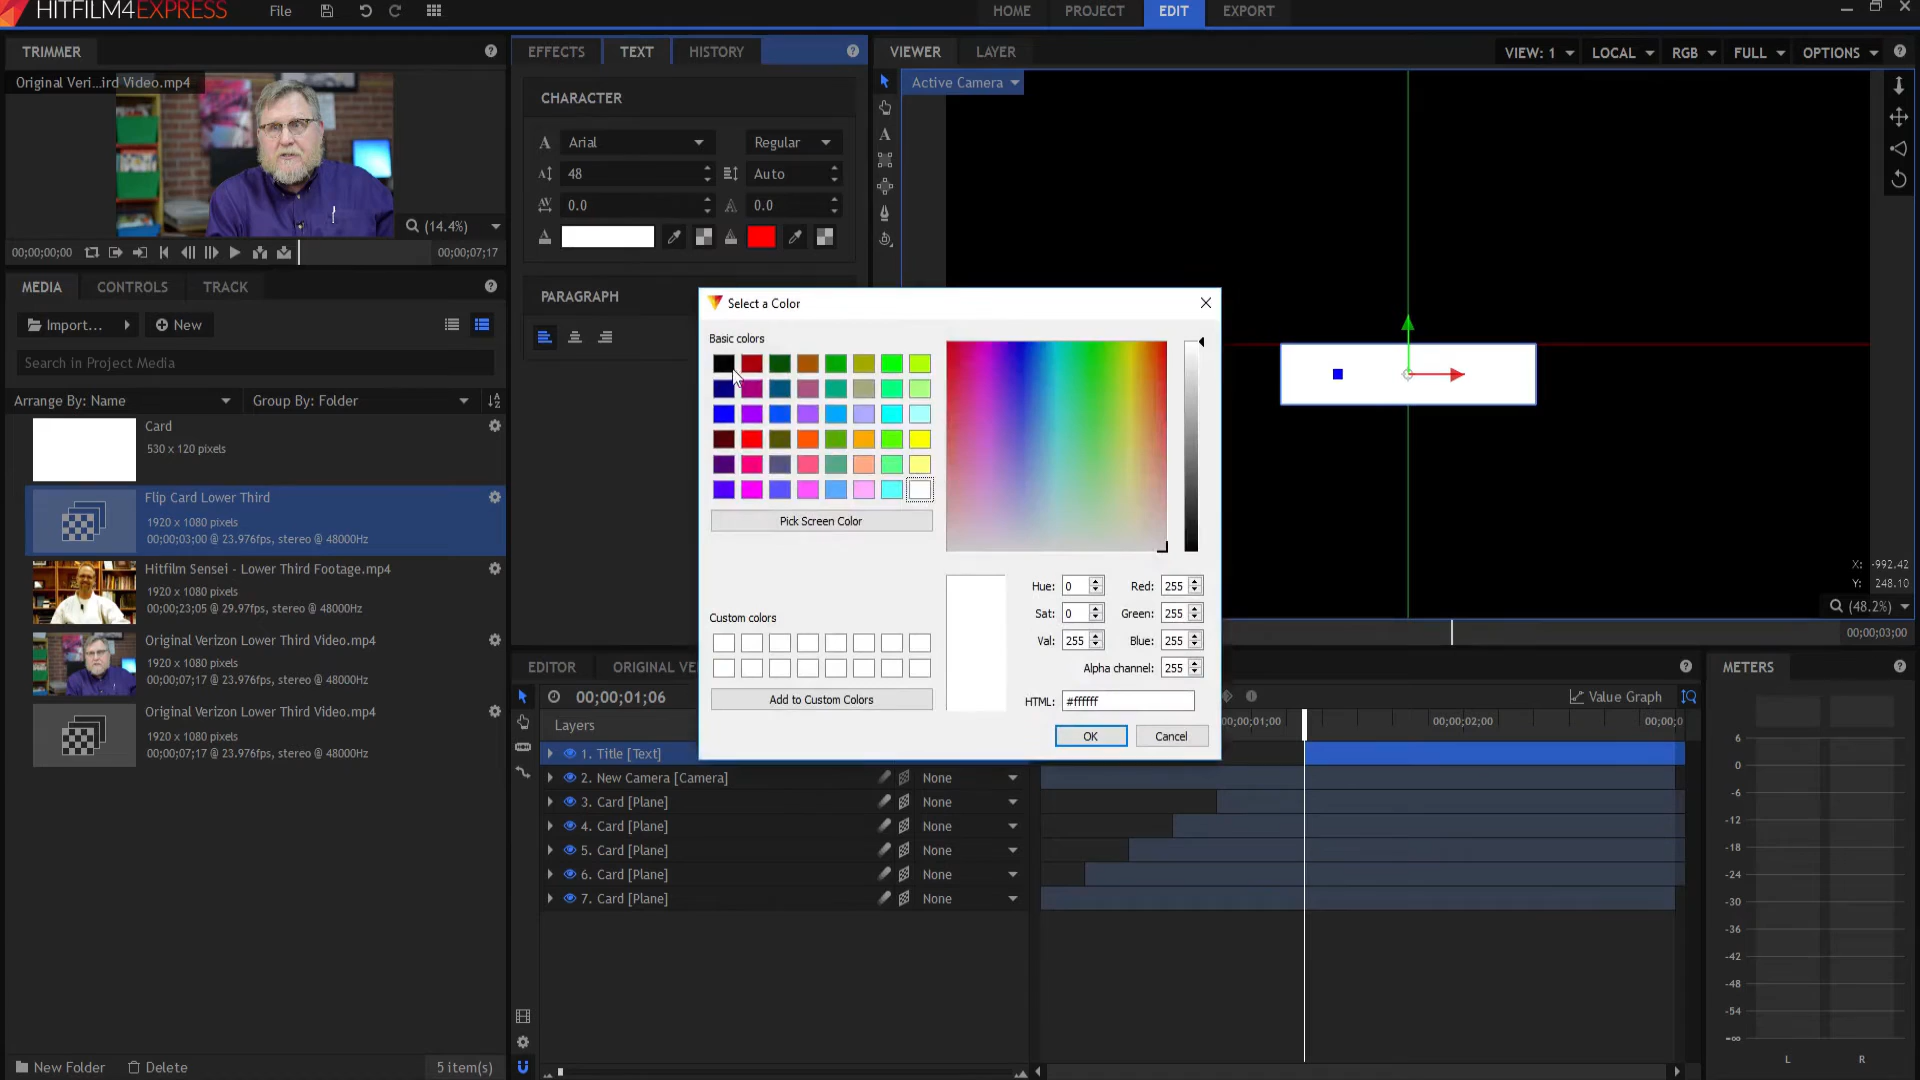 HITFILM4EXPRESS File HOME PROJECT EDIT EXPORT
TRIMMER
Original Veri...ird Video.mp4
(14.4%)
00;00;00;00 00;00;07;17
EFFECTS TEXT HISTORY
CHARACTER
A Arial Regular
48 Auto
0.0 0.0
PARAGRAPH
VIEWER LAYER VIEW: 1 LOCAL RGB FULL OPTIONS
Active Camera
X: -992.42
Y: 248.10
(48.2%)
00;00;03;00
MEDIA CONTROLS TRACK
Import... New
Search in Project Media
Arrange By: Name Group By: Folder
Card
530 x 120 pixels
Flip Card Lower Third
1920 x 1080 pixels
00;00;03;00 @ 23.976fps, stereo @ 48000Hz
Hitfilm Sensei - Lower Third Footage.mp4
1920 x 1080 pixels
00;00;23;05 @ 29.97fps, stereo @ 48000Hz
Original Verizon Lower Third Video.mp4
1920 x 1080 pixels
00;00;07;17 @ 23.976fps, stereo @ 48000Hz
Original Verizon Lower Third Video.mp4
1920 x 1080 pixels
00;00;07;17 @ 23.976fps, stereo @ 48000Hz
New Folder Delete 5 item(s)
Select a Color
Basic colors
Pick Screen Color
Custom colors
Add to Custom Colors
Hue: 0 Red: 255
Sat: 0 Green: 255
Val: 255 Blue: 255
Alpha channel: 255
HTML: #ffffff
OK Cancel
EDITOR ORIGINAL VE
00;00;01;06 Value Graph
Layers 00;00;01;00 00;00;02;00 00;00;0
1. Title [Text]
2. New Camera [Camera] None
3. Card [Plane] None
4. Card [Plane] None
5. Card [Plane] None
6. Card [Plane] None
7. Card [Plane] None
METERS
6
0
-6
-12
-18
-24
-30
-36
-42
-48
-54
-∞
L R